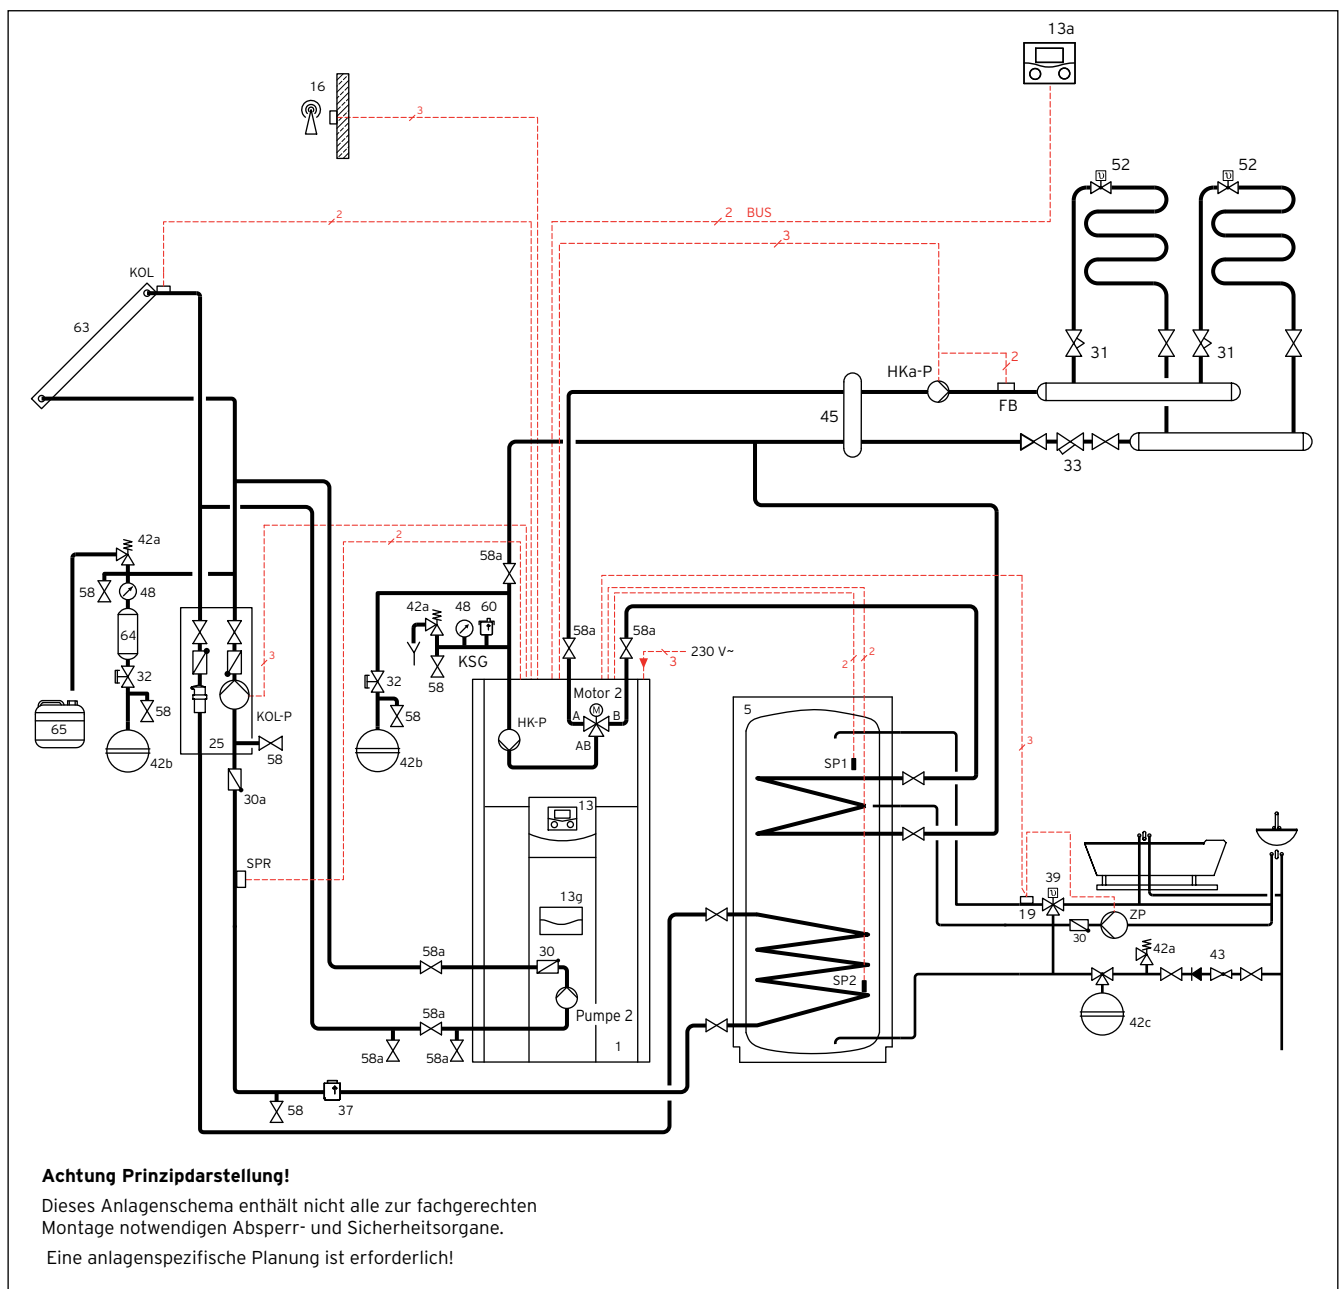 13a
16
3
52
52
2
2 BUS
3
KOL
63
31
31
2
HKa-P
FB
45
33
42a
2
58a
58
48
42a
48
60
58a
58a
64
3
KSG
2
2
3
230 V~
32
58
32
Motor 2
5
58
58
A
M
B
65
KOL-P
HK-P
25
AB
3
42b
58
42b
SP1
30a
13
SPR
39
13g
19
ZP
30
42a
43
58a
30
SP2
58a
Pumpe 2
42c
58a
58a
1
58
37
Achtung Prinzipdarstellung!
Dieses Anlagenschema enthält nicht alle zur fachgerechten
Montage notwendigen Absperr- und Sicherheitsorgane.
Eine anlagenspezifische Planung ist erforderlich!